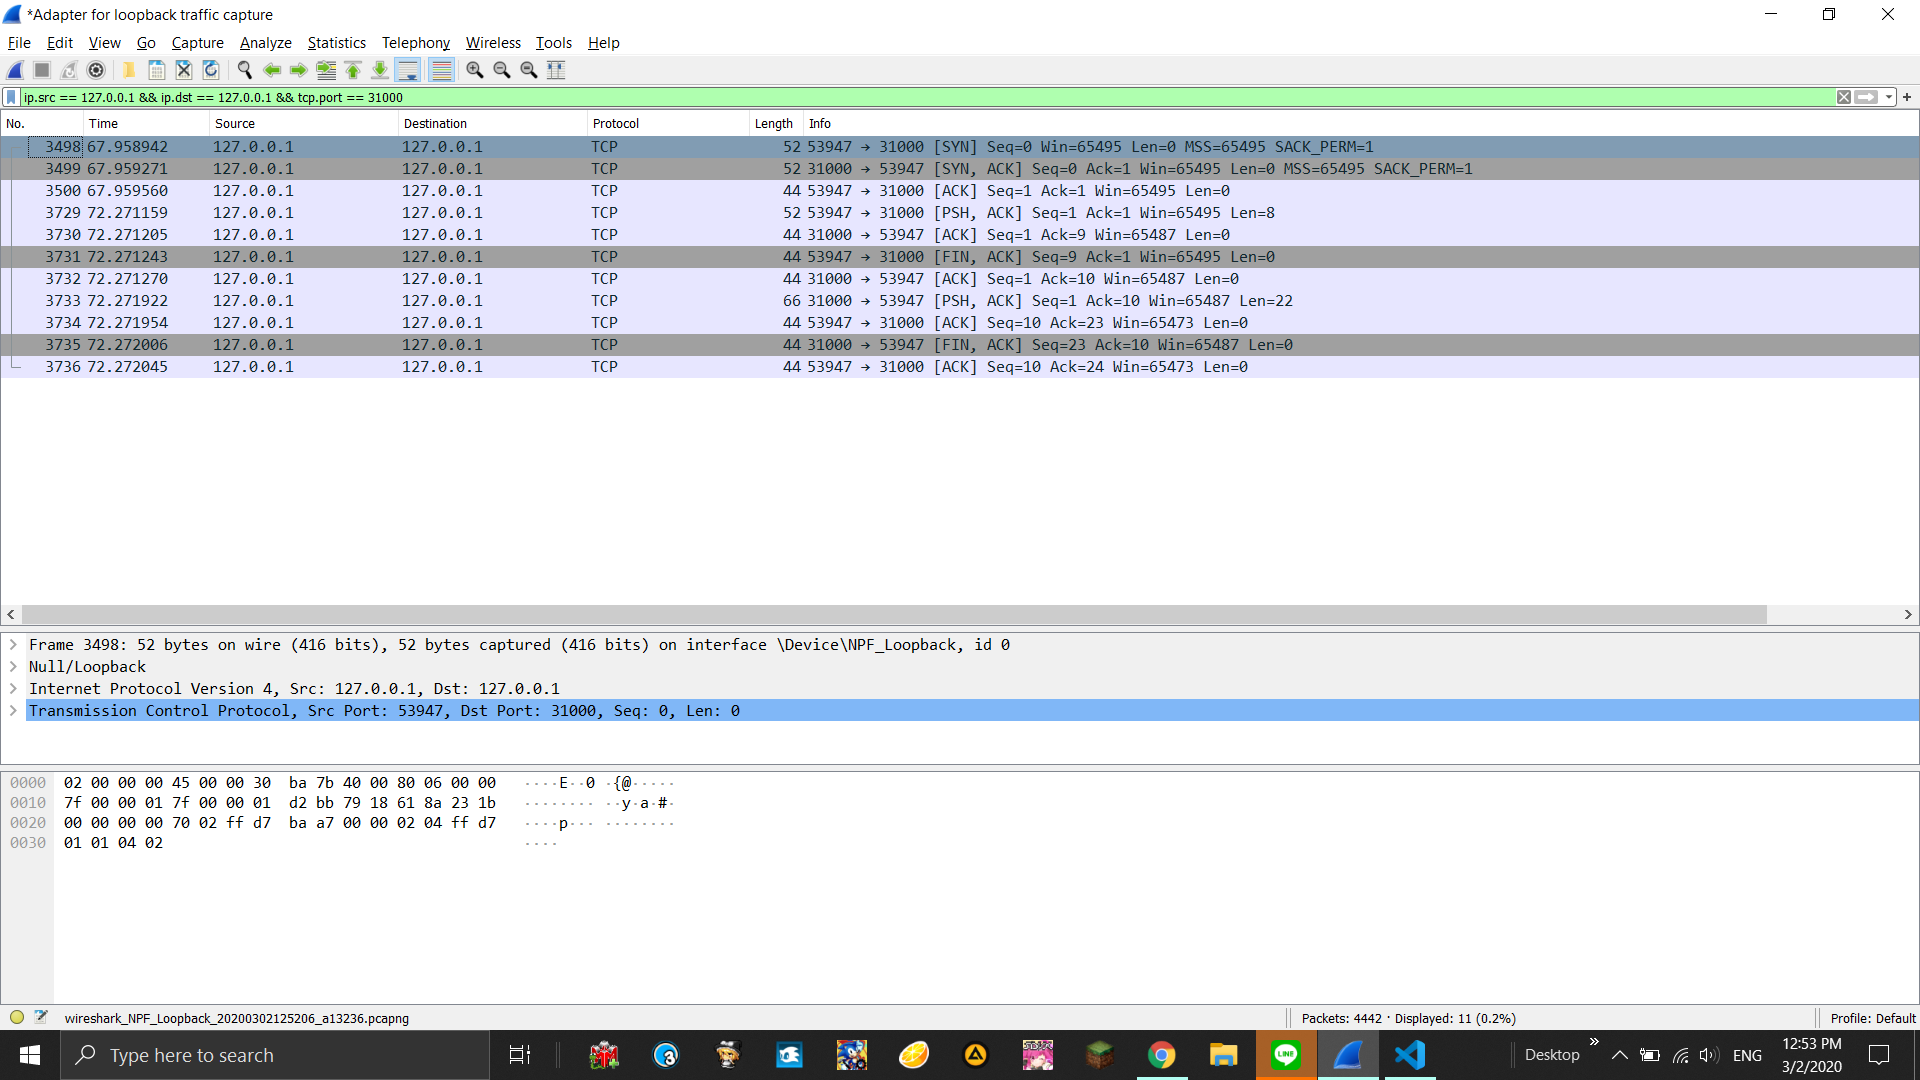 *Adapter for loopback traffic capture
File Edit View Go Capture Analyze Statistics Telephony Wireless Tools Help
ip.src == 127.0.0.1 && ip.dst == 127.0.0.1 && tcp.port == 31000
No. Time Source Destination Protocol Length Info
3498 67.958942 127.0.0.1 127.0.0.1 TCP 52 53947 → 31000 [SYN] Seq=0 Win=65495 Len=0 MSS=65495 SACK_PERM=1
3499 67.959271 127.0.0.1 127.0.0.1 TCP 52 31000 → 53947 [SYN, ACK] Seq=0 Ack=1 Win=65495 Len=0 MSS=65495 SACK_PERM=1
3500 67.959560 127.0.0.1 127.0.0.1 TCP 44 53947 → 31000 [ACK] Seq=1 Ack=1 Win=65495 Len=0
3729 72.271159 127.0.0.1 127.0.0.1 TCP 52 53947 → 31000 [PSH, ACK] Seq=1 Ack=1 Win=65495 Len=8
3730 72.271205 127.0.0.1 127.0.0.1 TCP 44 31000 → 53947 [ACK] Seq=1 Ack=9 Win=65487 Len=0
3731 72.271243 127.0.0.1 127.0.0.1 TCP 44 53947 → 31000 [FIN, ACK] Seq=9 Ack=1 Win=65495 Len=0
3732 72.271270 127.0.0.1 127.0.0.1 TCP 44 31000 → 53947 [ACK] Seq=1 Ack=10 Win=65487 Len=0
3733 72.271922 127.0.0.1 127.0.0.1 TCP 66 31000 → 53947 [PSH, ACK] Seq=1 Ack=10 Win=65487 Len=22
3734 72.271954 127.0.0.1 127.0.0.1 TCP 44 53947 → 31000 [ACK] Seq=10 Ack=23 Win=65473 Len=0
3735 72.272006 127.0.0.1 127.0.0.1 TCP 44 31000 → 53947 [FIN, ACK] Seq=23 Ack=10 Win=65487 Len=0
3736 72.272045 127.0.0.1 127.0.0.1 TCP 44 53947 → 31000 [ACK] Seq=10 Ack=24 Win=65473 Len=0
Frame 3498: 52 bytes on wire (416 bits), 52 bytes captured (416 bits) on interface \Device\NPF_Loopback, id 0
Null/Loopback
Internet Protocol Version 4, Src: 127.0.0.1, Dst: 127.0.0.1
Transmission Control Protocol, Src Port: 53947, Dst Port: 31000, Seq: 0, Len: 0
0000 02 00 00 00 45 00 00 30 ba 7b 40 00 80 06 00 00 ····E··0 ·{@·····
0010 7f 00 00 01 7f 00 00 01 d2 bb 79 18 61 8a 23 1b ········ ··y·a·#·
0020 00 00 00 00 70 02 ff d7 ba a7 00 00 02 04 ff d7 ····p··· ········
0030 01 01 04 02 ····
wireshark_NPF_Loopback_20200302125206_a13236.pcapng
Packets: 4442 · Displayed: 11 (0.2%)
Profile: Default
Type here to search
LINE
Desktop
ENG
12:53 PM
3/2/2020